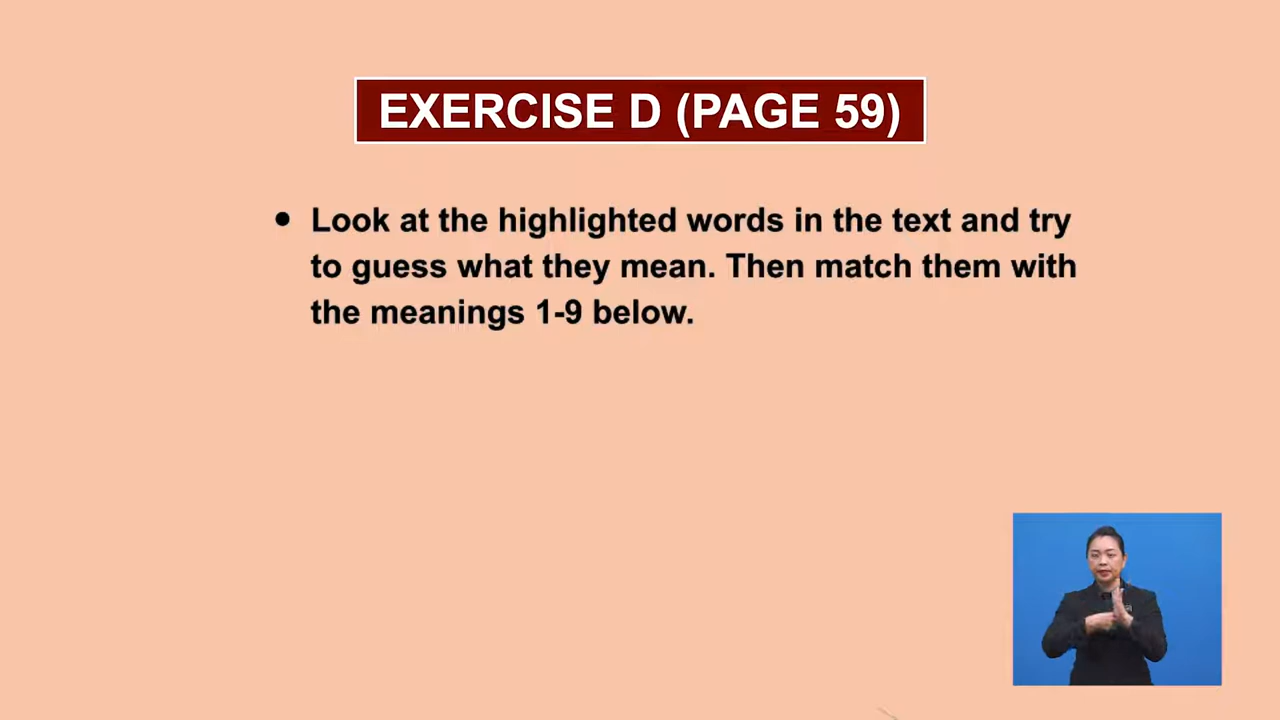 EXERCISE D (PAGE 59)
• Look at the highlighted words in the text and try
to guess what they mean. Then match them with
the meanings 1-9 below.